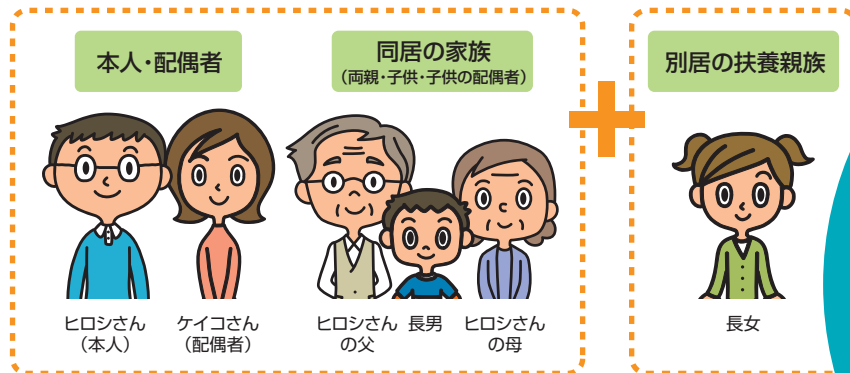 本人・配偶者
同居の家族
（両親・子供・子供の配偶者）
別居の扶養親族
ヒロシさん
（本人）
ケイコさん
（配偶者）
ヒロシさん
の父
長男
ヒロシさん
の母
長女